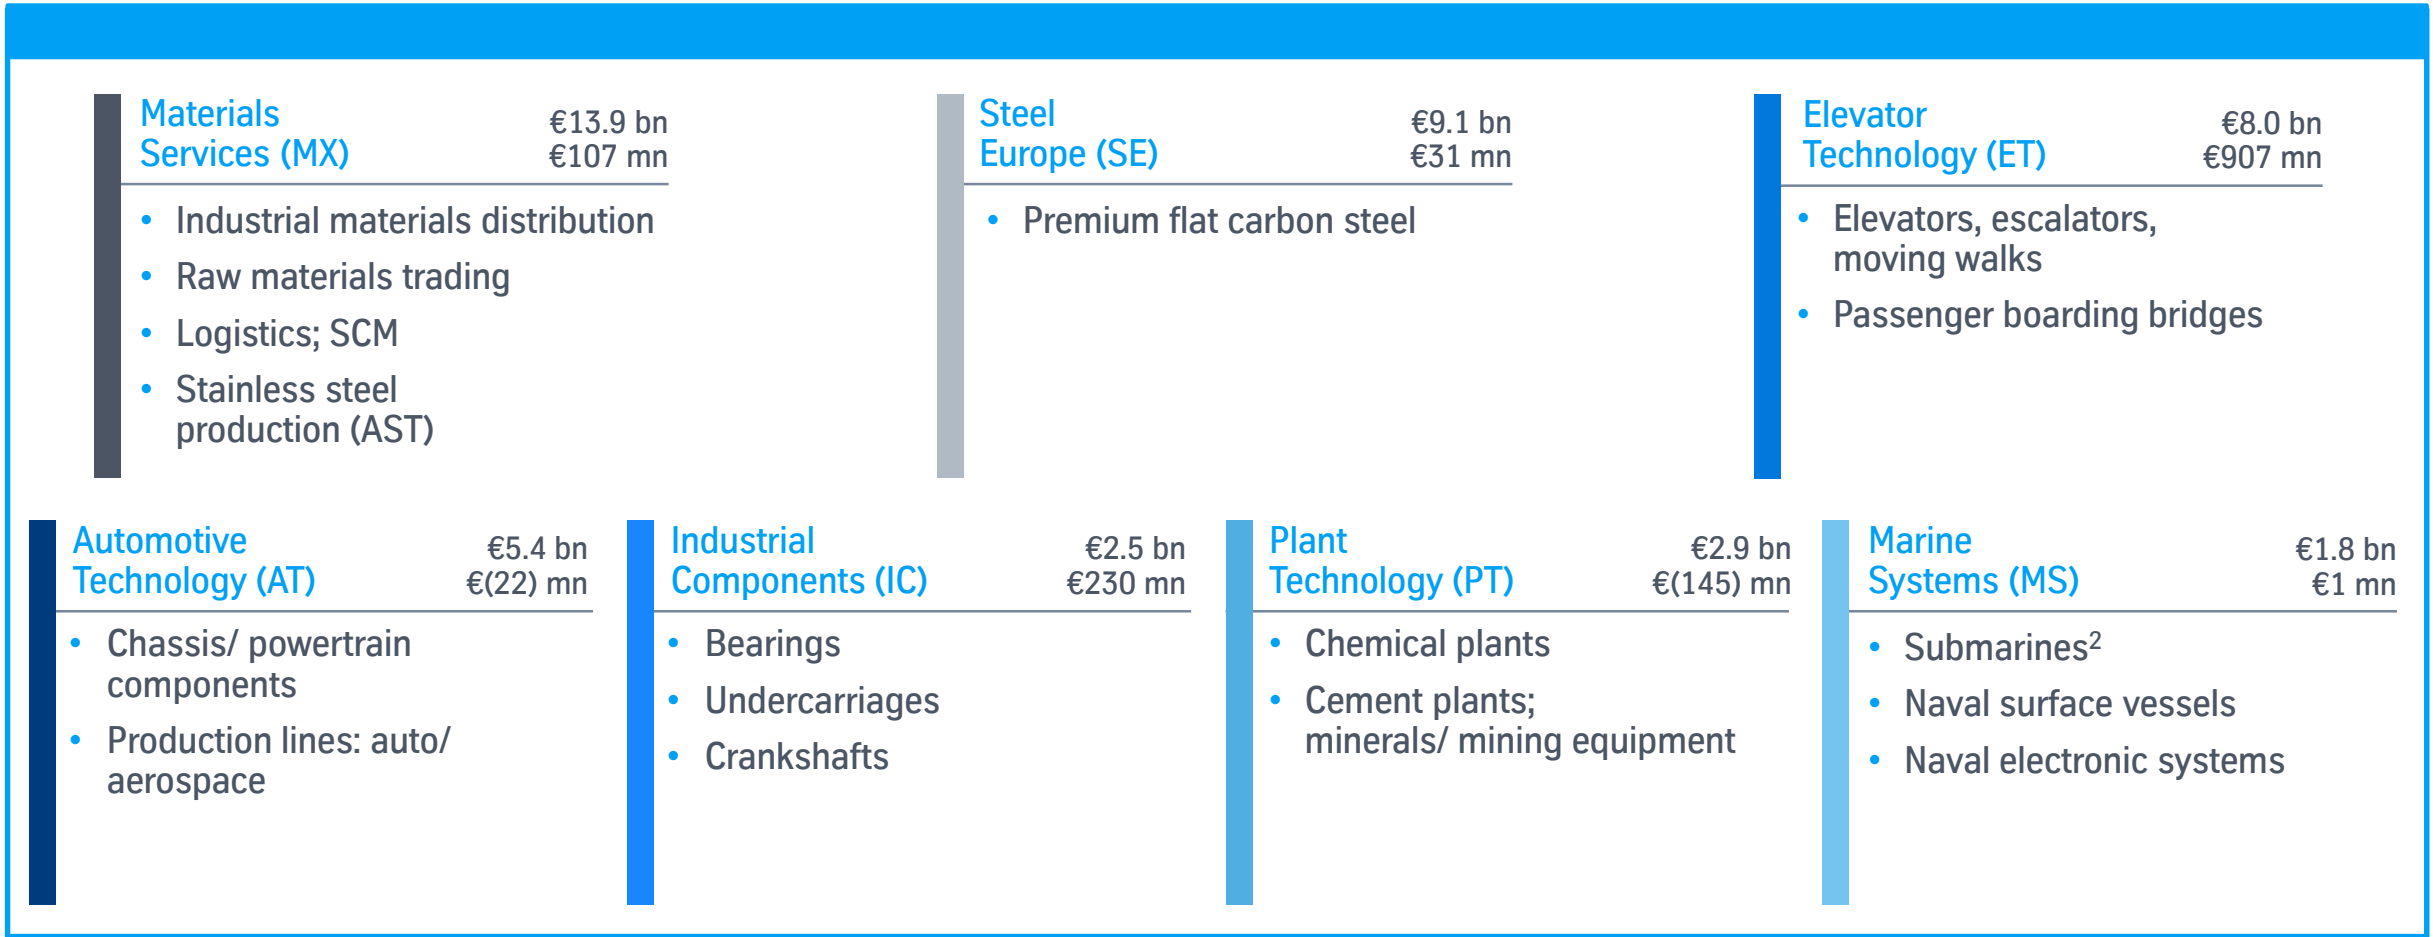 Materials
Services (MX)
€13.9 bn
€107 mn
• Industrial materials distribution
• Raw materials trading
• Logistics; SCM
• Stainless steel
production (AST)
Steel
Europe (SE)
€9.1 bn
€31 mn
• Premium flat carbon steel
Elevator
Technology (ET)
€8.0 bn
€907 mn
• Elevators, escalators,
moving walks
• Passenger boarding bridges
Automotive
Technology (AT)
€5.4 bn
€(22) mn
• Chassis/ powertrain
components
• Production lines: auto/
aerospace
Industrial
Components (IC)
€2.5 bn
€230 mn
• Bearings
• Undercarriages
• Crankshafts
Plant
Technology (PT)
€2.9 bn
€(145) mn
• Chemical plants
• Cement plants;
minerals/ mining equipment
Marine
Systems (MS)
€1.8 bn
€1 mn
• Submarines²
• Naval surface vessels
• Naval electronic systems